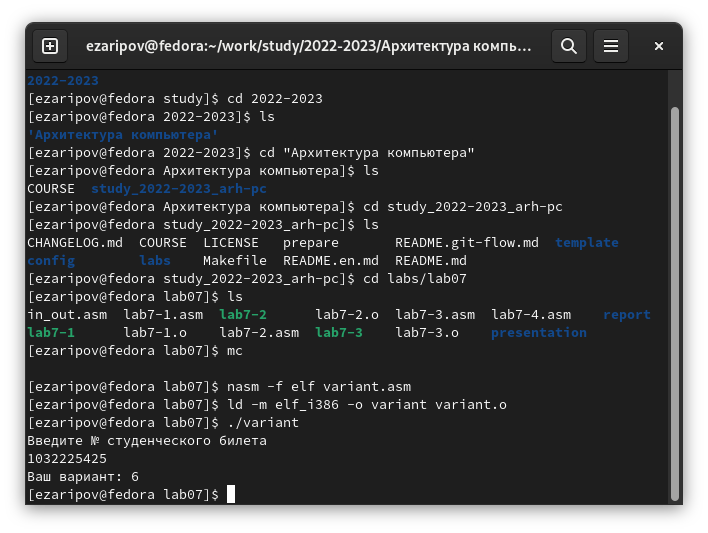 ezaripov@fedora:~/work/study/2022-2023/Архитектура компь…
2022-2023
[ezaripov@fedora study]$ cd 2022-2023
[ezaripov@fedora 2022-2023]$ ls
'Архитектура компьютера'
[ezaripov@fedora 2022-2023]$ cd "Архитектура компьютера"
[ezaripov@fedora Архитектура компьютера]$ ls
COURSE  study_2022-2023_arh-pc
[ezaripov@fedora Архитектура компьютера]$ cd study_2022-2023_arh-pc
[ezaripov@fedora study_2022-2023_arh-pc]$ ls
CHANGELOG.md  COURSE  LICENSE   prepare       README.git-flow.md  template
config        labs    Makefile  README.en.md  README.md
[ezaripov@fedora study_2022-2023_arh-pc]$ cd labs/lab07
[ezaripov@fedora lab07]$ ls
in_out.asm  lab7-1.asm  lab7-2      lab7-2.o  lab7-3.asm  lab7-4.asm    report
lab7-1      lab7-1.o    lab7-2.asm  lab7-3    lab7-3.o    presentation
[ezaripov@fedora lab07]$ mc
[ezaripov@fedora lab07]$ nasm -f elf variant.asm
[ezaripov@fedora lab07]$ ld -m elf_i386 -o variant variant.o
[ezaripov@fedora lab07]$ ./variant
Введите № студенческого билета
1032225425
Ваш вариант: 6
[ezaripov@fedora lab07]$